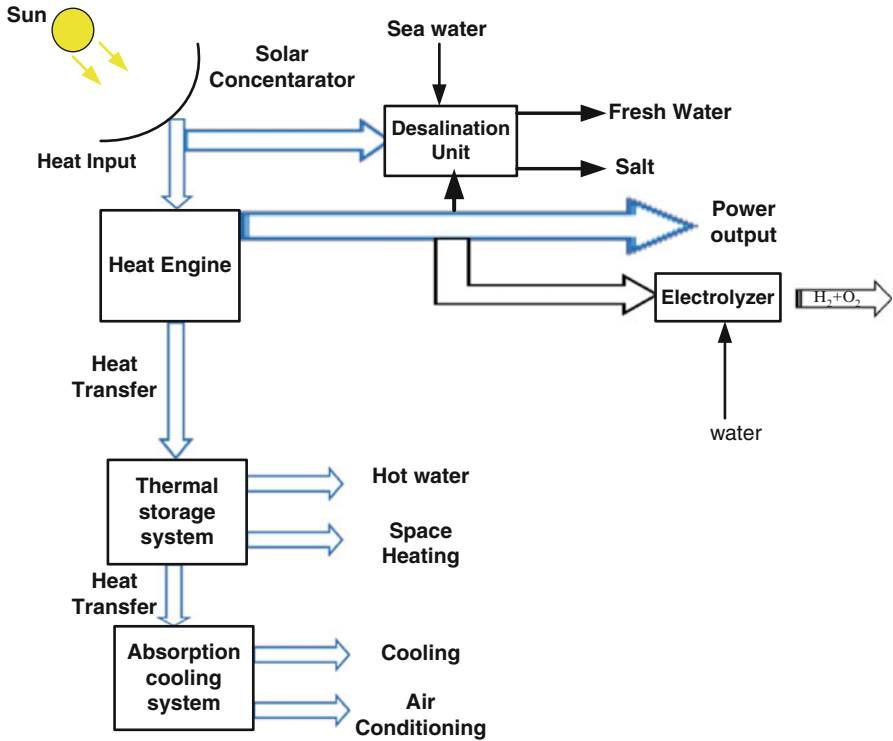 Sun
Solar
Concentarator
Sea water
Desalination
Unit
Fresh Water
Salt
Heat Input
Heat Engine
Power
output
Electrolyzer
H₂+O₂
water
Heat
Transfer
Thermal
storage
system
Hot water
Space
Heating
Heat
Transfer
Absorption
cooling
system
Cooling
Air
Conditioning